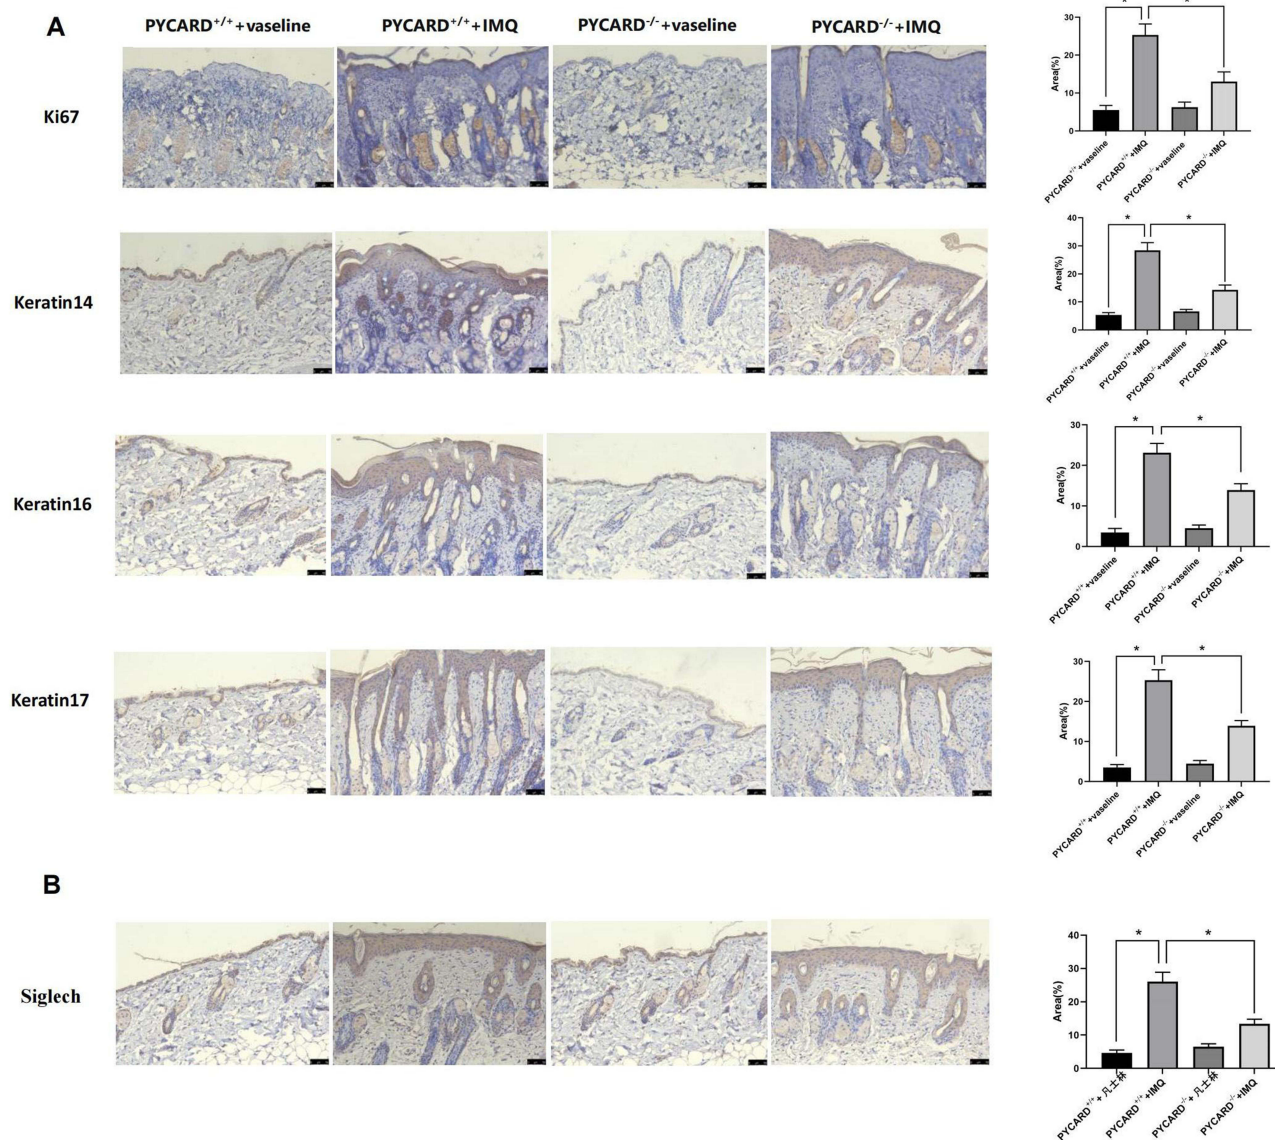 A
PYCARD+/++vaseline
PYCARD+/++IMQ
PYCARD-/-+vaseline
PYCARD-/-+IMQ
Ki67
Area(%)
30
20
10
0
*
*
PYCARD+/++vaseline
PYCARD+/++IMQ
PYCARD-/-+vaseline
PYCARD-/-+IMQ
Keratin14
Area(%)
40
30
20
10
0
*
*
PYCARD+/++vaseline
PYCARD+/++IMQ
PYCARD-/-+vaseline
PYCARD-/-+IMQ
Keratin16
Area(%)
30
20
10
0
*
*
PYCARD+/++vaseline
PYCARD+/++IMQ
PYCARD-/-+vaseline
PYCARD-/-+IMQ
Keratin17
Area(%)
30
20
10
0
*
*
PYCARD+/++vaseline
PYCARD+/++IMQ
PYCARD-/-+vaseline
PYCARD-/-+IMQ
B
Siglech
Area(%)
40
30
20
10
0
*
*
PYCARD+/++凡士林
PYCARD+/++IMQ
PYCARD-/-+凡士林
PYCARD-/-+IMQ